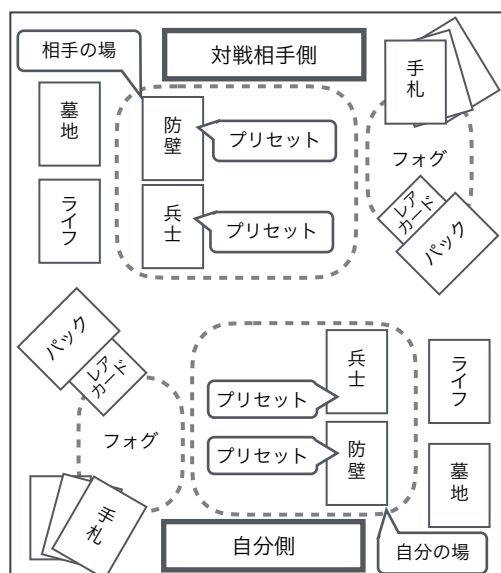 相手の場
対戦相手側
手札
墓地
防壁
プリセット
フォグ
ライフ
兵士
プリセット
レア
カード
パック
パック
レア
カード
兵士
ライフ
プリセット
フォグ
プリセット
防壁
墓地
手札
自分側
自分の場